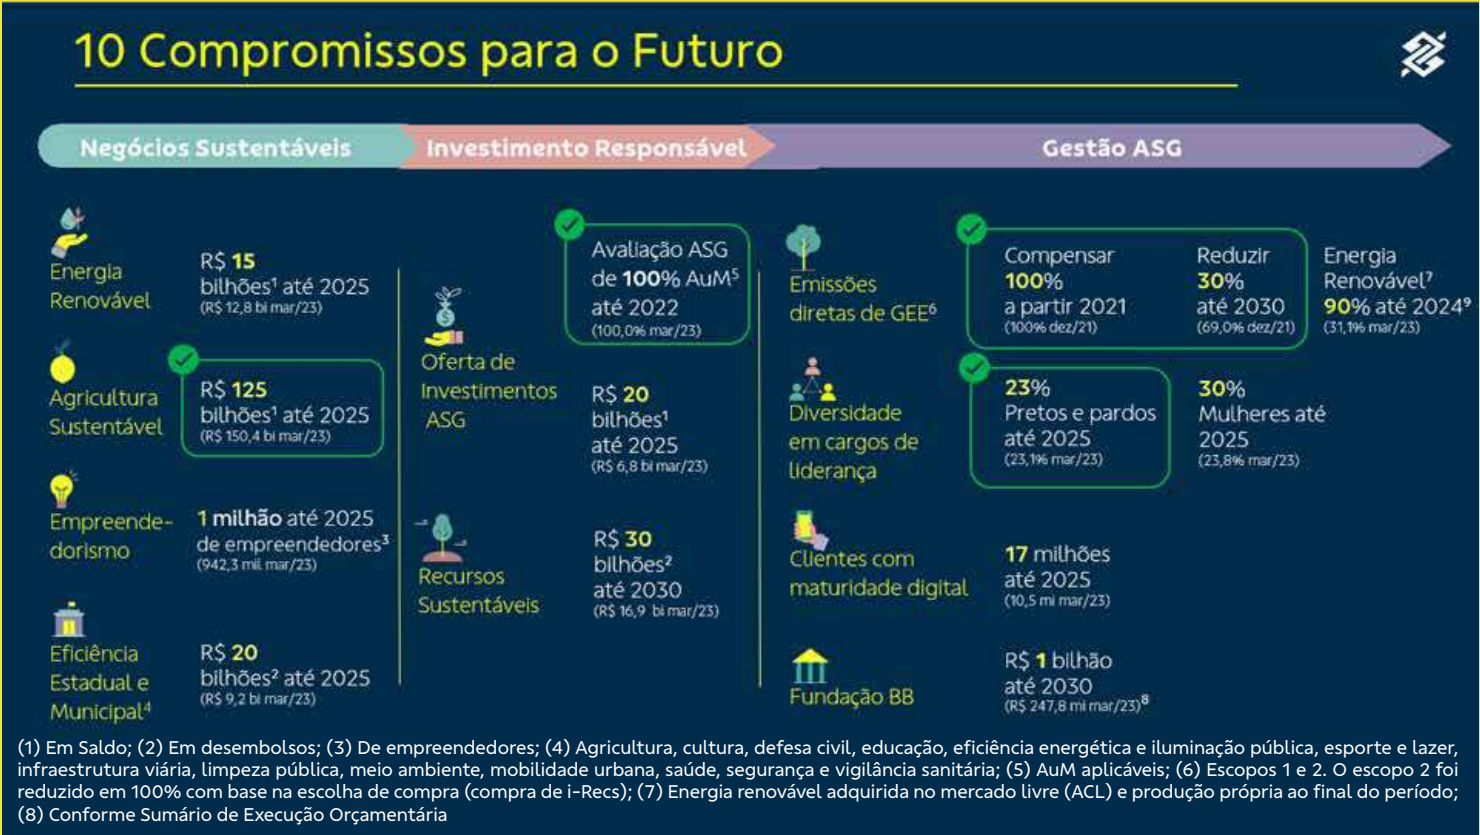 10 Compromissos para o Futuro
Negócios Sustentáveis
Investimento Responsável
Gestão ASG
Energia
Renovável
R$ 15
bilhões¹ até 2025
(R$ 12,8 bi mar/23)
Agricultura
Sustentável
R$ 125
bilhões¹ até 2025
(R$ 150,4 bi mar/23)
Empreende-
dorismo
1 milhão até 2025
de empreendedores³
(942,3 mil mar/23)
Eficiência
Estadual e
Municipal⁴
R$ 20
bilhões² até 2025
(R$ 9,2 bi mar/23)
Oferta de
Investimentos
ASG
Avaliação ASG
de 100% AuM⁵
até 2022
(100,0% mar/23)
R$ 20
bilhões¹
até 2025
(R$ 6,8 bi mar/23)
Recursos
Sustentáveis
R$ 30
bilhões²
até 2030
(R$ 16,9 bi mar/23)
Emissões
diretas de GEE⁶
Compensar
100%
a partir 2021
(100% dez/21)
Reduzir
30%
até 2030
(69,0% dez/21)
Energia
Renovável⁷
90% até 2024⁹
(31,1% mar/23)
Diversidade
em cargos de
liderança
23%
Pretos e pardos
até 2025
(23,1% mar/23)
30%
Mulheres até
2025
(23,8% mar/23)
Clientes com
maturidade digital
17 milhões
até 2025
(10,5 mi mar/23)
Fundação BB
R$ 1 bilhão
até 2030
(R$ 247,8 mi mar/23)⁸
(1) Em Saldo; (2) Em desembolsos; (3) De empreendedores; (4) Agricultura, cultura, defesa civil, educação, eficiência energética e iluminação pública, esporte e lazer,
infraestrutura viária, limpeza pública, meio ambiente, mobilidade urbana, saúde, segurança e vigilância sanitária; (5) AuM aplicáveis; (6) Escopos 1 e 2. O escopo 2 foi
reduzido em 100% com base na escolha de compra (compra de i-Recs); (7) Energia renovável adquirida no mercado livre (ACL) e produção própria ao final do período;
(8) Conforme Sumário de Execução Orçamentária